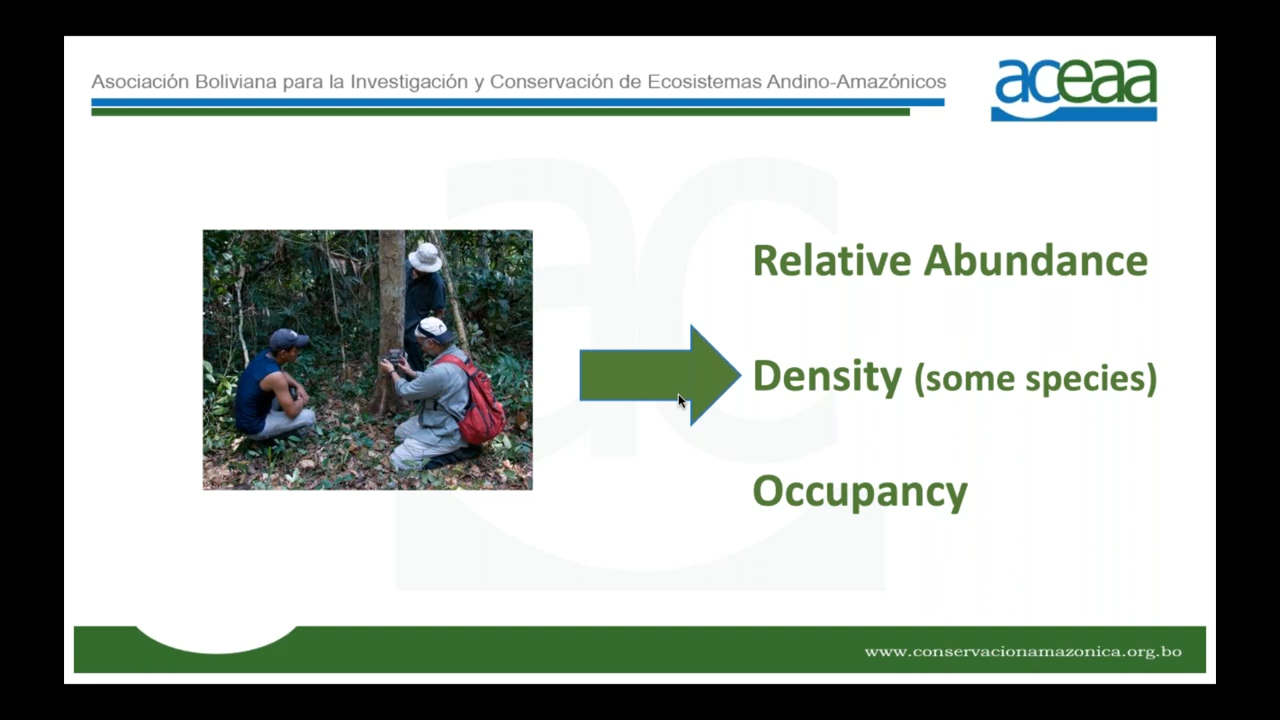 Asociación Boliviana para la Investigación y Conservación de Ecosistemas Andino-Amazónicos
aceaa
Relative Abundance
Density (some species)
Occupancy
www.conservacionamazonica.org.bo